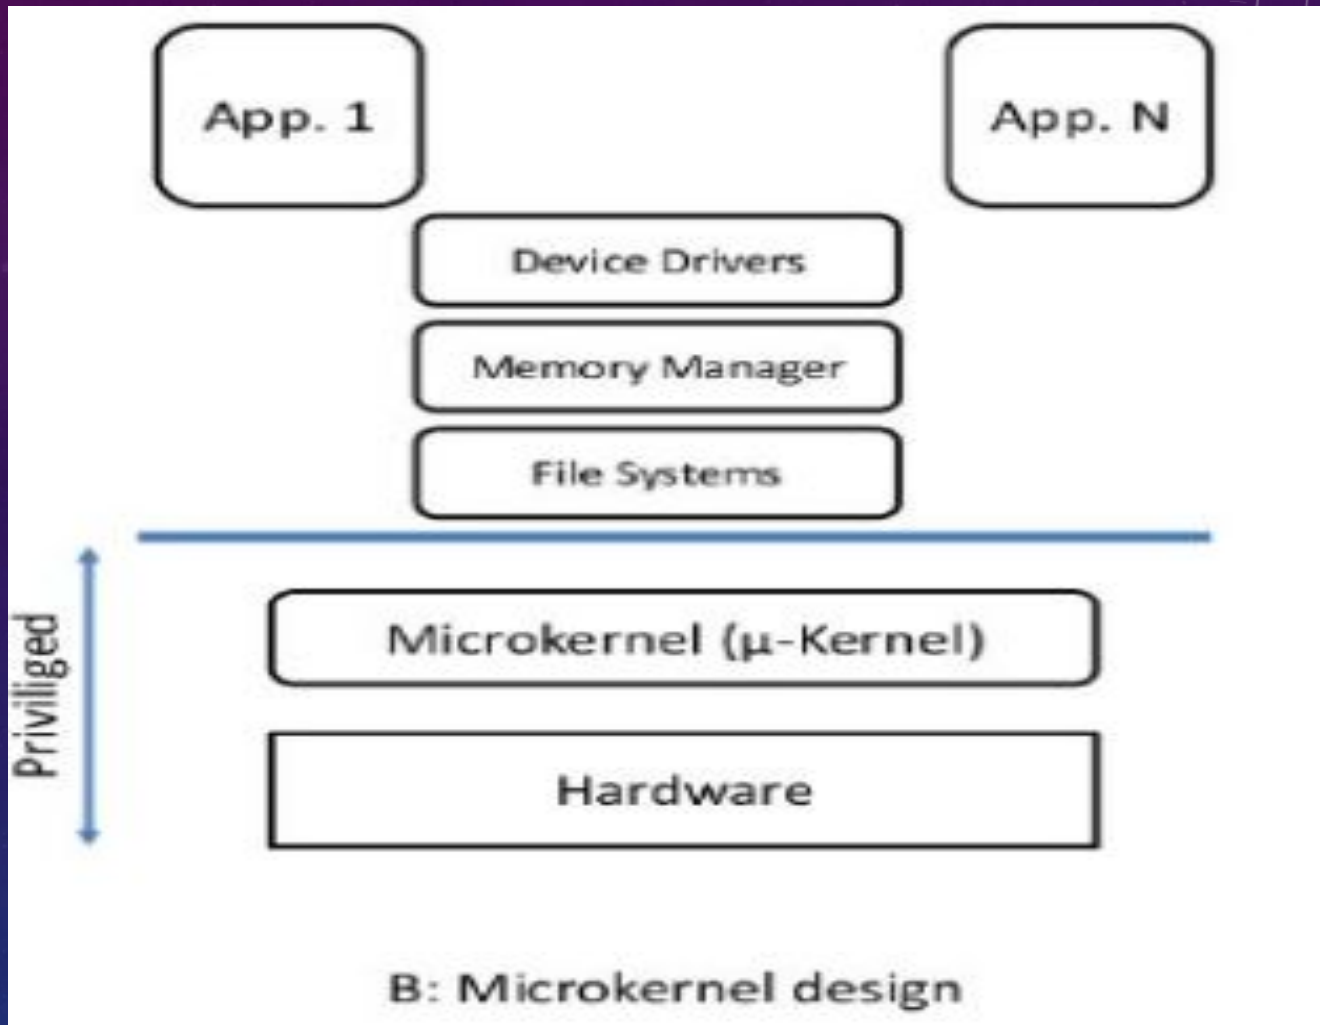 App. 1
App. N
Device Drivers
Memory Manager
File Systems
Priviliged
Microkernel (µ-Kernel)
Hardware
B: Microkernel design